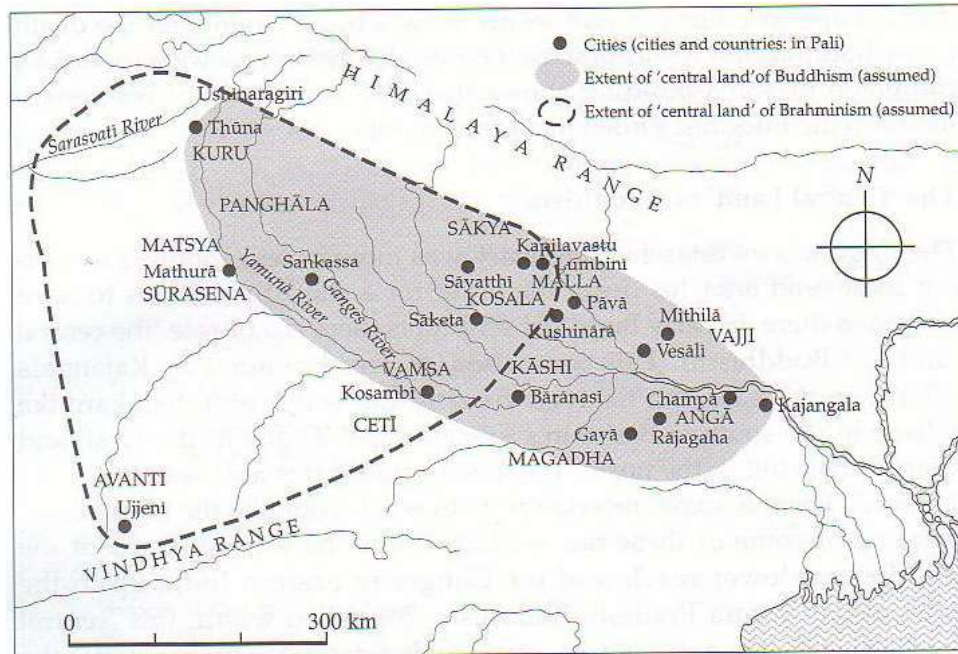 Cities (cities and countries: in Pali)
Extent of 'central land' of Buddhism (assumed)
Extent of 'central land' of Brahminism (assumed)
HIMALAYA RANGE
N
Sarasvati River
Ustinaragiri
Thūna
KURU
PANGHĀLA
MATSYA
Mathurā
SŪRASENA
Yamunā River
Sankassa
Ganges River
SĀKYA
Kapilavastu
Lumbini
Sāvatthi
MALLA
KOSALA
Pāvā
Sāketa
Kushinārā
Mithilā
VAJJI
Vesāli
VAMSA
KĀSHI
Kosambi
Bārānasi
Champā
Kajangala
CETĪ
ANGĀ
Gayā
Rājagaha
MAGADHA
AVANTI
Ujjeni
VINDHYA RANGE
0 300 km